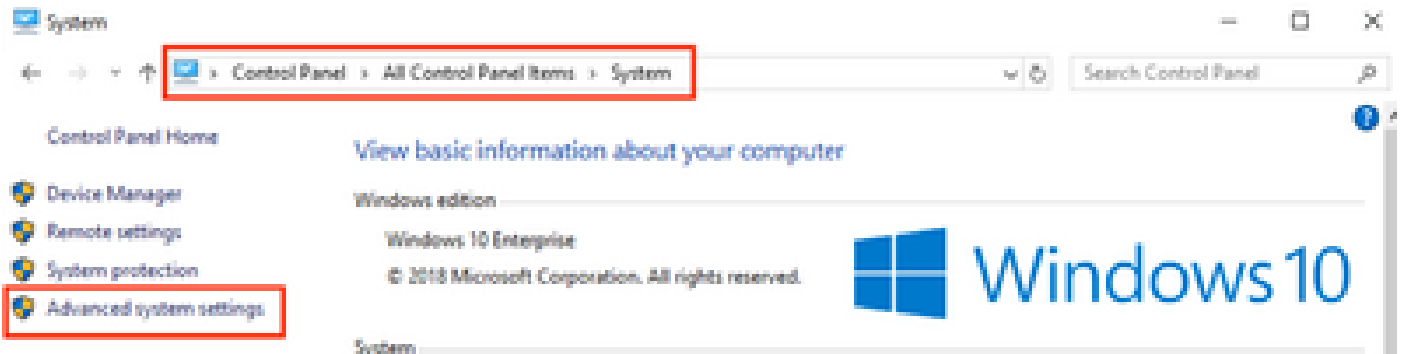 System
Control Panel > All Control Panel Items > System
Search Control Panel
Control Panel Home
View basic information about your computer
Device Manager
Windows edition
Remote settings
Windows 10 Enterprise
System protection
© 2018 Microsoft Corporation. All rights reserved.
Windows 10
Advanced system settings
System